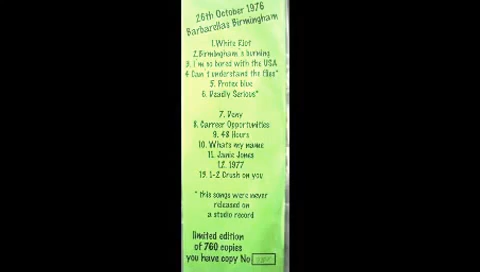 26th October 1976
Barbarellas Birmingham
1.White Riot
2.Birmingham's burning
3. I'm so bored with the USA
4 Can't understand the flies*
5. Protex blue
6. Deadly Serious*
7. Deny
8. Carreer Opportunities
9. 48 Hours
10. Whats my name
11. Janie Jones
12. 1977
13. 1-2 Crush on you
* this songs were never
released on
a studio record
limited edition
of 760 copies
you have copy No